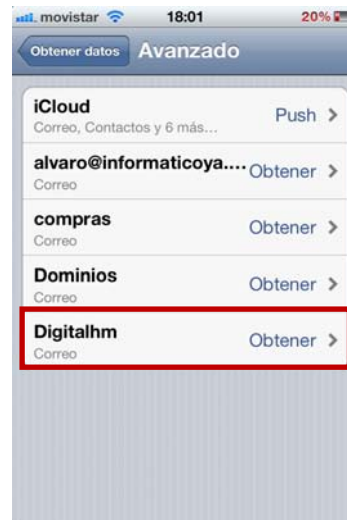 movistar 18:01 20%
Obtener datos Avanzado
iCloud Push
Correo, Contactos y 6 más...
alvaro@informaticoya.... Obtener
Correo
compras Obtener
Correo
Dominios Obtener
Correo
Digitalhm Obtener
Correo